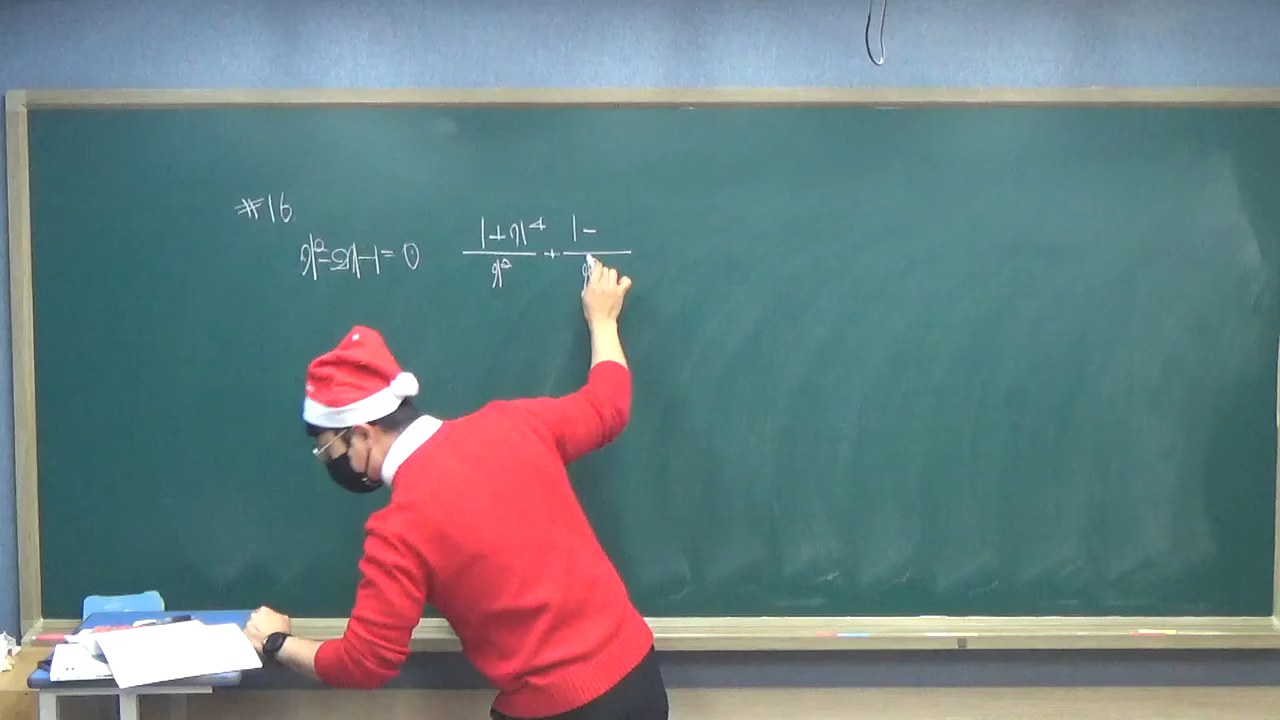 #16
x²-2x-1=0
1+x⁴/x² + 1-/x